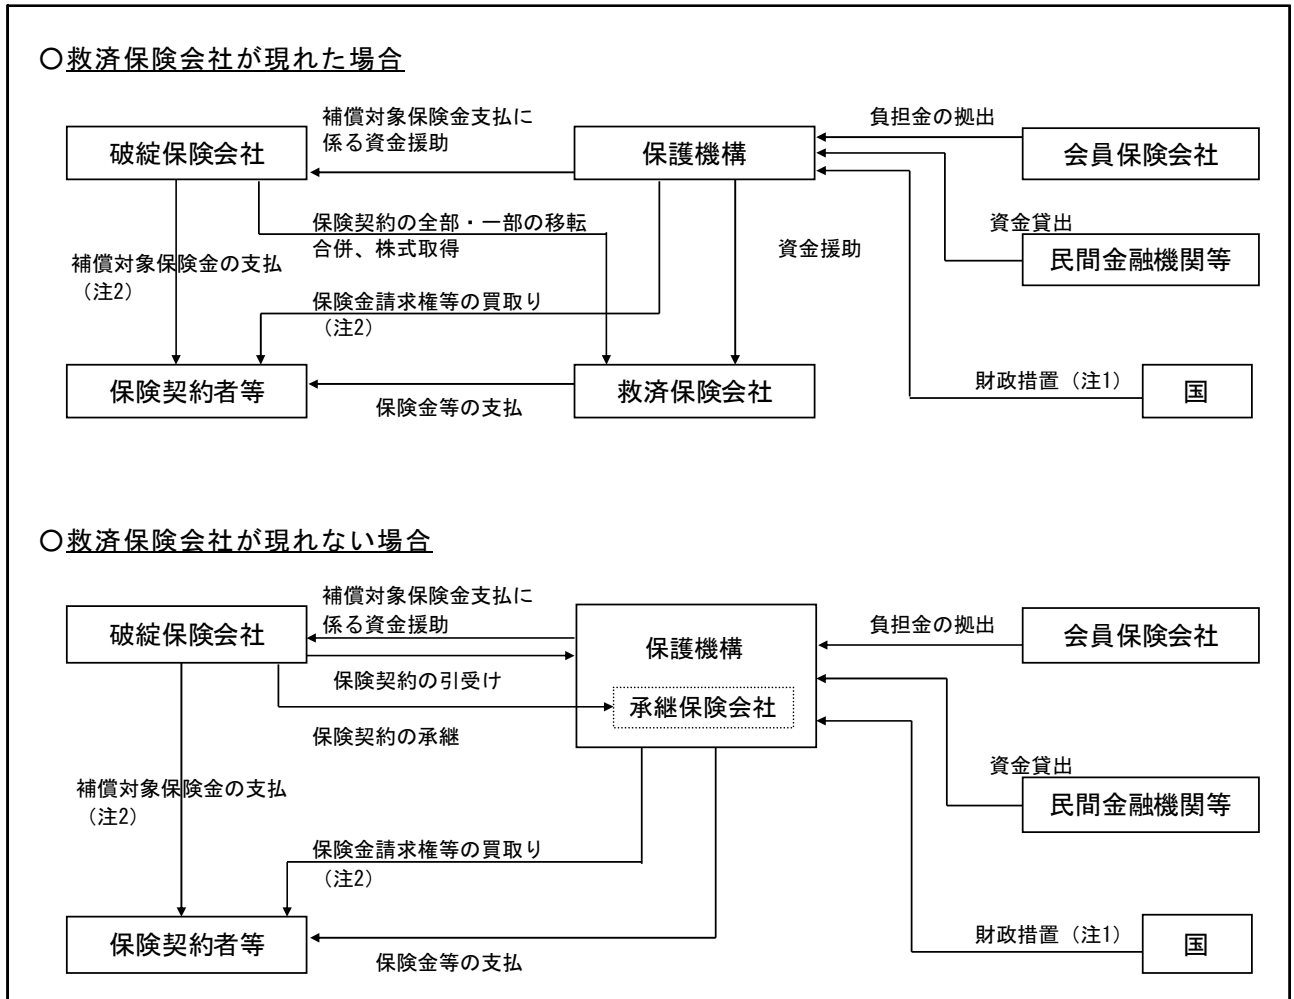 ○救済保険会社が現れた場合
補償対象保険金支払に
係る資金援助
負担金の拠出
破綻保険会社
保護機構
会員保険会社
保険契約の全部・一部の移転
合併、株式取得
資金貸出
補償対象保険金の支払
（注2）
資金援助
民間金融機関等
保険金請求権等の買取り
（注2）
保険契約者等
救済保険会社
財政措置（注1）
国
保険金等の支払
○救済保険会社が現れない場合
補償対象保険金支払に
係る資金援助
負担金の拠出
破綻保険会社
保護機構
会員保険会社
保険契約の引受け
承継保険会社
保険契約の承継
資金貸出
補償対象保険金の支払
（注2）
民間金融機関等
保険金請求権等の買取り
（注2）
保険契約者等
財政措置（注1）
国
保険金等の支払